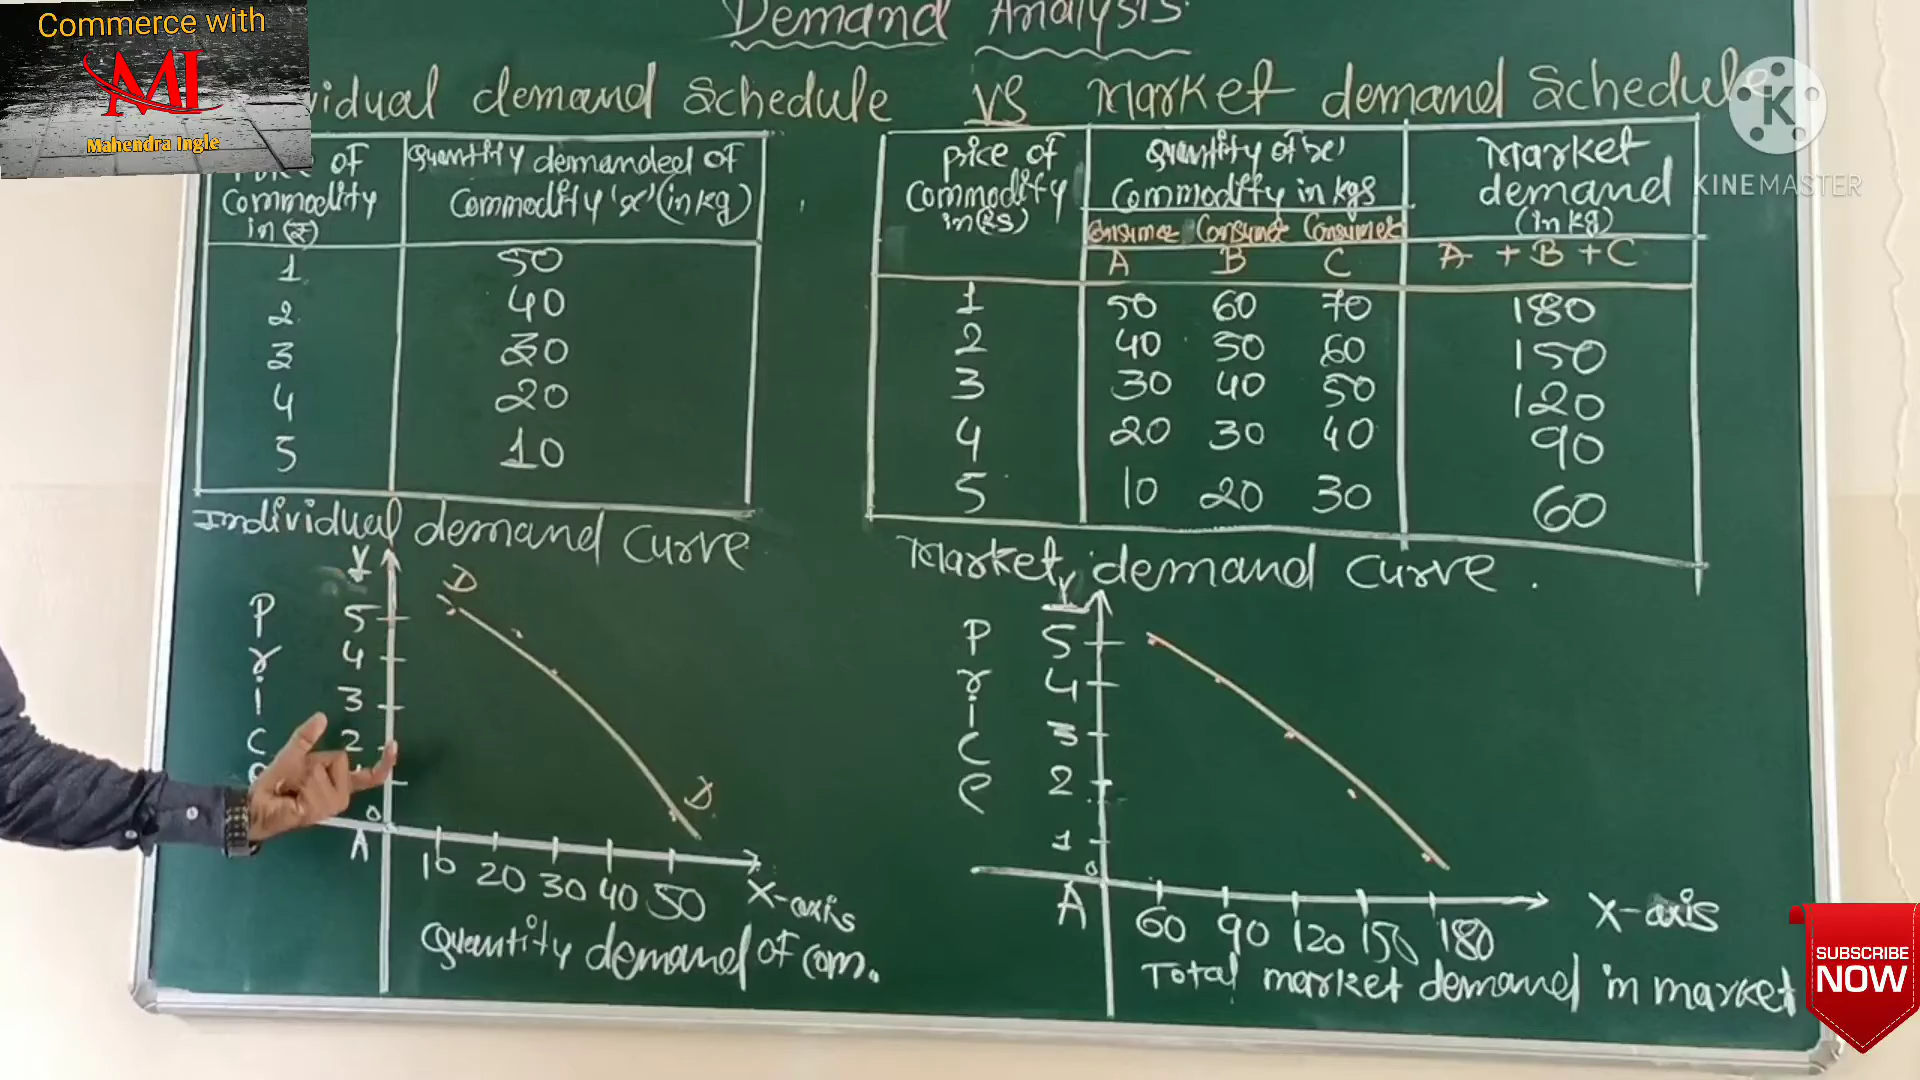 Commerce with
MI
Mahendra Ingle
Demand Analysis.
vidual demand Schedule VS Market demand Schedule
KINEMASTER
of
Commodity
in (₹)
Quantity demanded of
Commodity 'x' (in kg)
1 50
2 40
3 30
4 20
5 10
Price of
Commodity
in (Rs)
Quantity of 'x'
Commodity in kgs
Consumer Consumer Consumer
A B C
Market
demand
(in kg)
A + B + C
1 50 60 70 180
2 40 50 60 150
3 30 40 50 120
4 20 30 40 90
5 10 20 30 60
Individual demand Curve
Y
D
P 5
r 4
i 3
C 2
D
0
A
10 20 30 40 50
X-axis
Quantity demand of com.
Market demand Curve.
Y
P 5
r 4
i 3
C
e 2
1
0
A
60 90 120 150 180
X-axis
Total market demand in market
SUBSCRIBE
NOW